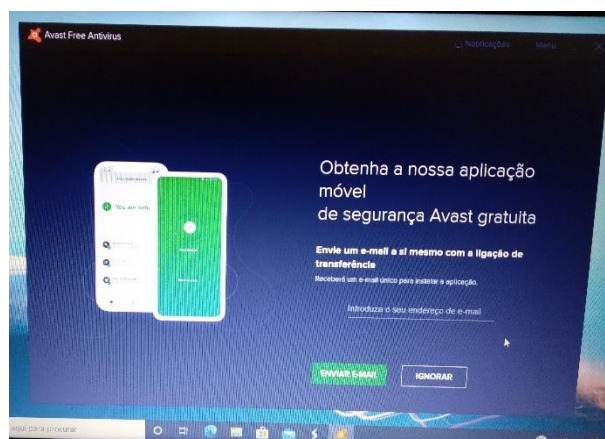 Avast Free Antivirus
Notificações Menu
Obtenha a nossa aplicação
móvel
de segurança Avast gratuita
Envie um e-mail a si mesmo com a ligação de
transferência
Receberá um e-mail único para instalar a aplicação.
You are safe
Introduza o seu endereço de e-mail
ENVIAR E-MAIL IGNORAR
aqui para procurar